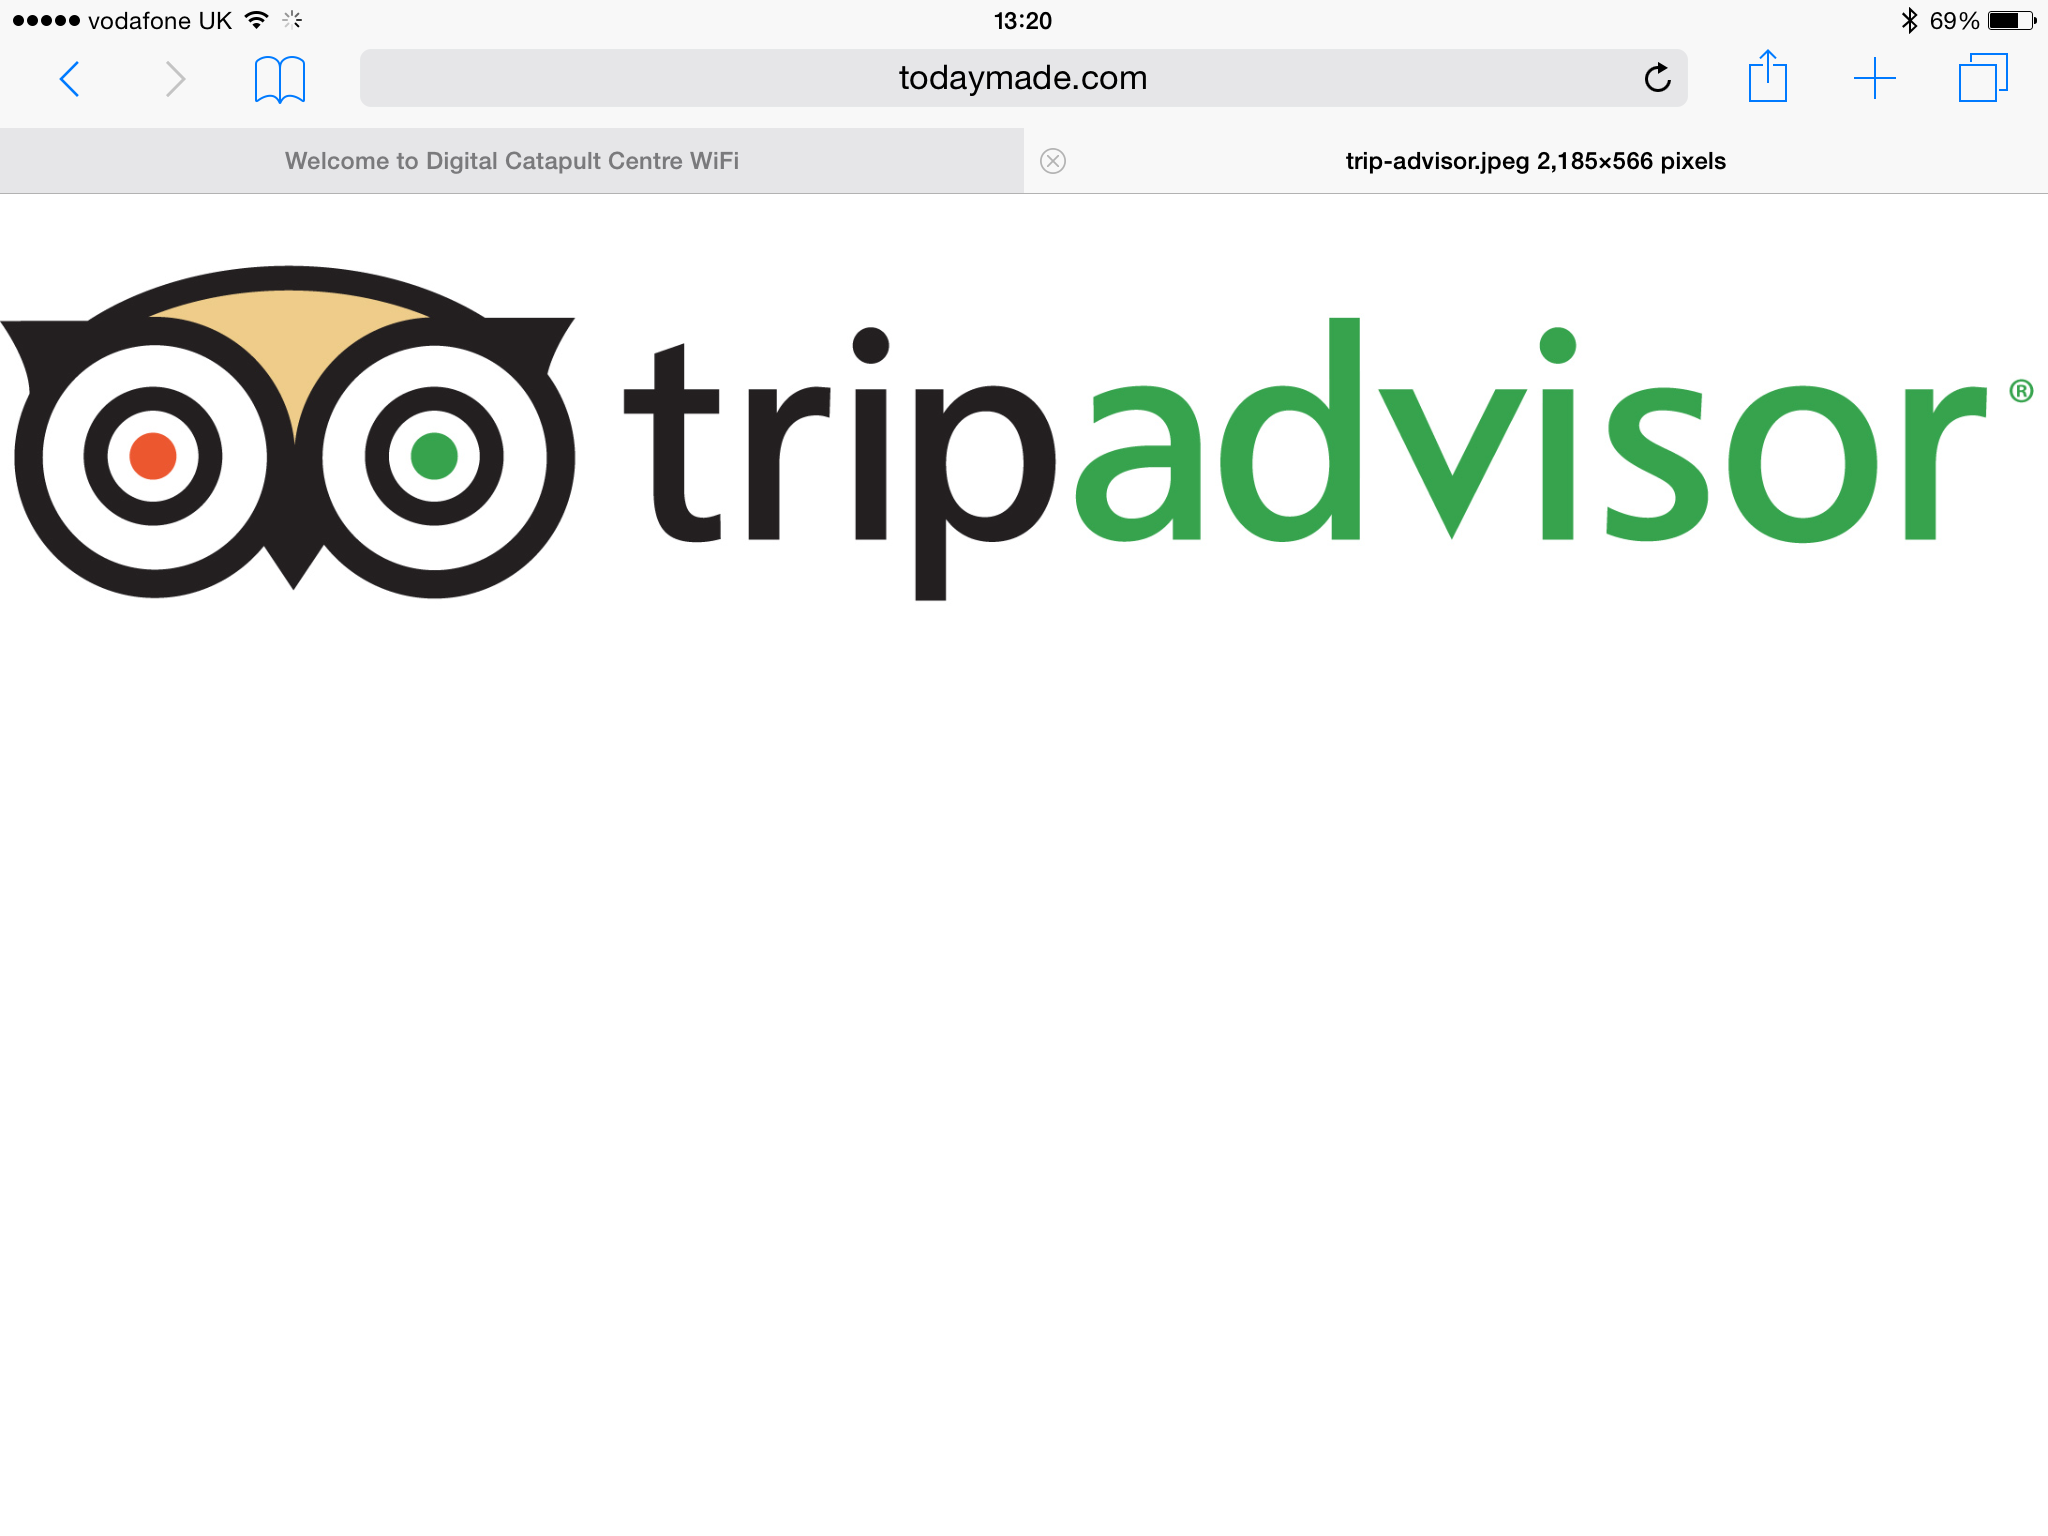 vodafone UK
13:20
69%
todaymade.com
Welcome to Digital Catapult Centre WiFi
trip-advisor.jpeg 2,185×566 pixels
tripadvisor®